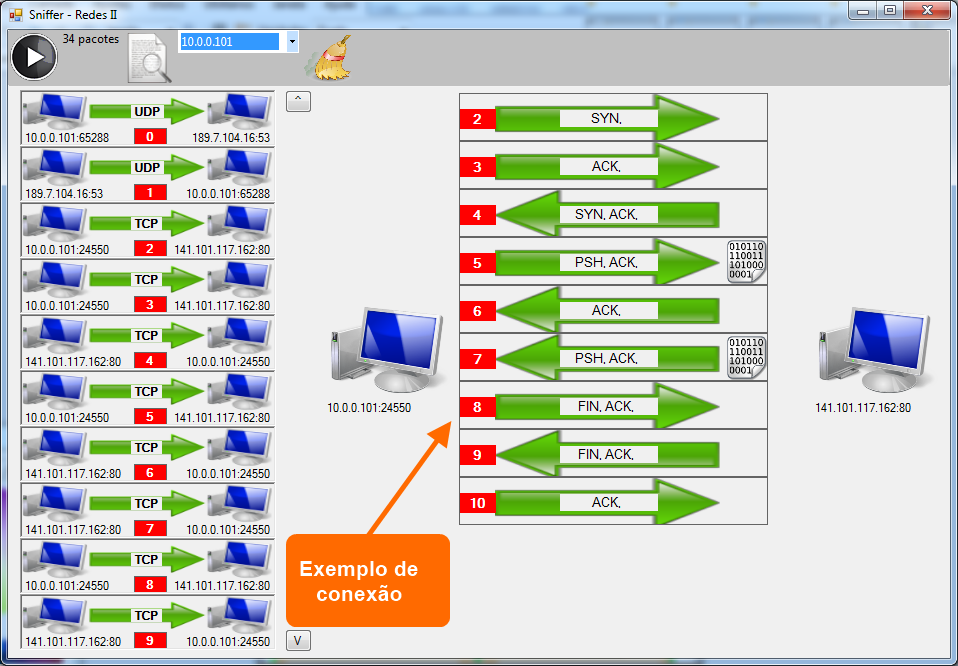 Sniffer - Redes II
34 pacotes
10.0.0.101
UDP
10.0.0.101:65288
0
189.7.104.16:53
UDP
189.7.104.16:53
1
10.0.0.101:65288
TCP
10.0.0.101:24550
2
141.101.117.162:80
TCP
10.0.0.101:24550
3
141.101.117.162:80
TCP
141.101.117.162:80
4
10.0.0.101:24550
TCP
10.0.0.101:24550
5
141.101.117.162:80
TCP
141.101.117.162:80
6
10.0.0.101:24550
TCP
141.101.117.162:80
7
10.0.0.101:24550
TCP
10.0.0.101:24550
8
141.101.117.162:80
TCP
141.101.117.162:80
9
10.0.0.101:24550
^
V
2 SYN,
3 ACK,
4 SYN, ACK,
5 PSH, ACK,
010110
110011
101000
0001
6 ACK,
7 PSH, ACK,
010110
110011
101000
0001
8 FIN, ACK,
9 FIN, ACK,
10 ACK,
10.0.0.101:24550
141.101.117.162:80
Exemplo de
conexão